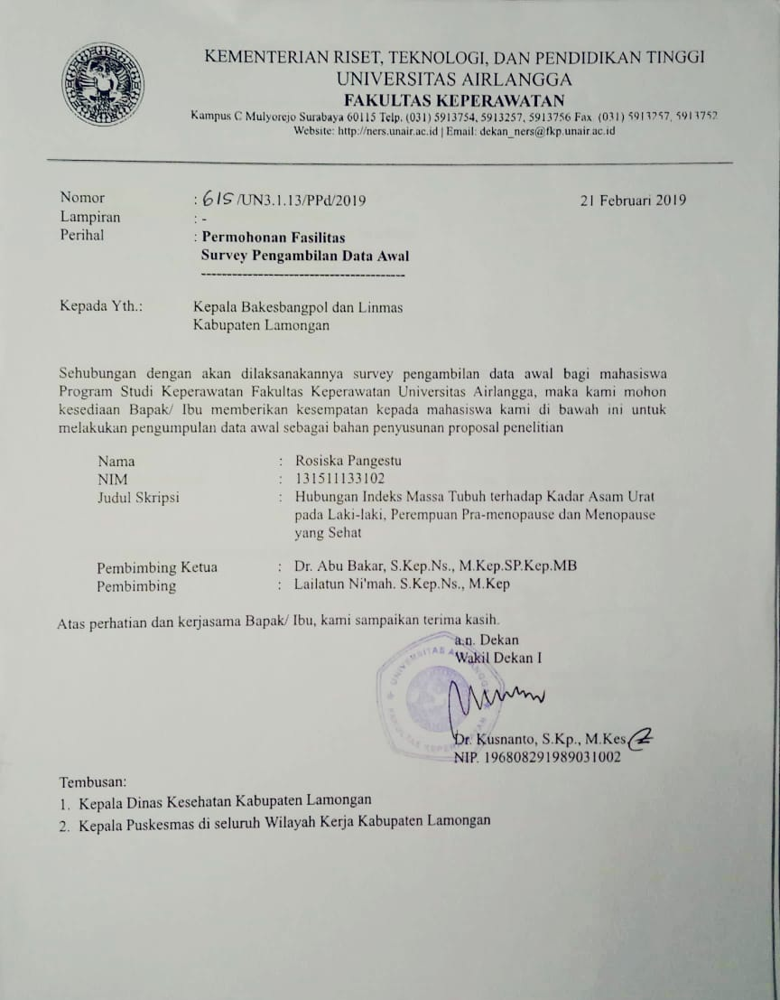 KEMENTERIAN RISET, TEKNOLOGI, DAN PENDIDIKAN TINGGI
UNIVERSITAS AIRLANGGA
FAKULTAS KEPERAWATAN
Kampus C Mulyorejo Surabaya 60115 Telp. (031) 5913754, 5913257, 5913756 Fax (031) 5913257, 5913752
Website: http://ners.unair.ac.id | Email: dekan_ners@fkp.unair.ac.id
Nomor : 615/UN3.1.13/PPd/2019 21 Februari 2019
Lampiran : -
Perihal : Permohonan Fasilitas
Survey Pengambilan Data Awal
----------------------------------------
Kepada Yth.: Kepala Bakesbangpol dan Linmas
Kabupaten Lamongan
Sehubungan dengan akan dilaksanakannya survey pengambilan data awal bagi mahasiswa
Program Studi Keperawatan Fakultas Keperawatan Universitas Airlangga, maka kami mohon
kesediaan Bapak/ Ibu memberikan kesempatan kepada mahasiswa kami di bawah ini untuk
melakukan pengumpulan data awal sebagai bahan penyusunan proposal penelitian
Nama : Rosiska Pangestu
NIM : 131511133102
Judul Skripsi : Hubungan Indeks Massa Tubuh terhadap Kadar Asam Urat
pada Laki-laki, Perempuan Pra-menopause dan Menopause
yang Sehat
Pembimbing Ketua : Dr. Abu Bakar, S.Kep.Ns., M.Kep.SP.Kep.MB
Pembimbing : Lailatun Ni'mah. S.Kep.Ns., M.Kep
Atas perhatian dan kerjasama Bapak/ Ibu, kami sampaikan terima kasih.
a.n. Dekan
Wakil Dekan I
UNIVERSITAS AIRLANGGA
FAKULTAS KEPERAWATAN
Dr. Kusnanto, S.Kp., M.Kes
NIP. 196808291989031002
Tembusan:
1. Kepala Dinas Kesehatan Kabupaten Lamongan
2. Kepala Puskesmas di seluruh Wilayah Kerja Kabupaten Lamongan